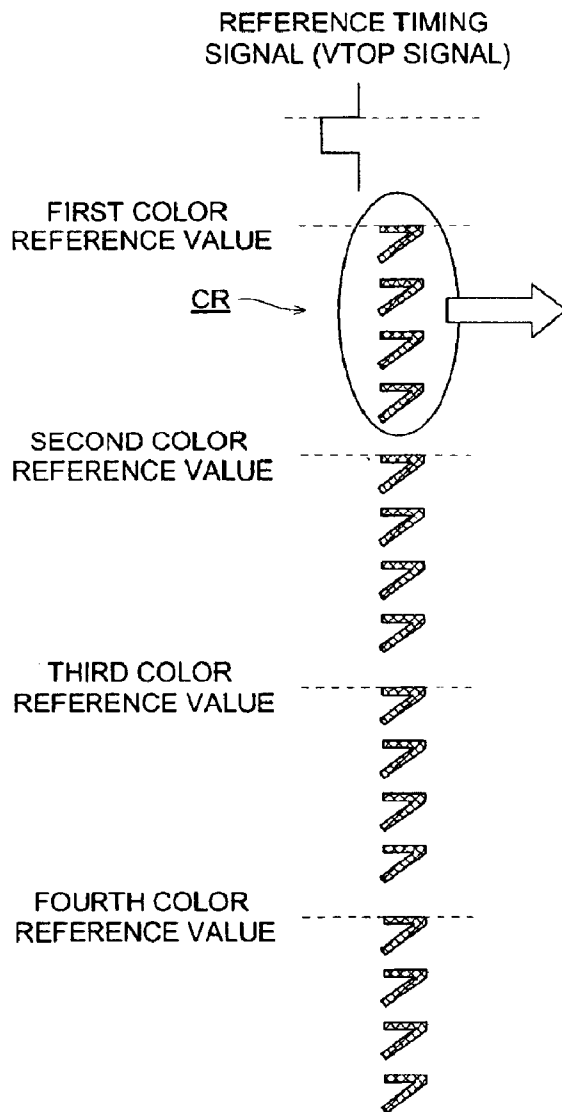 REFERENCE TIMING
SIGNAL (VTOP SIGNAL)
FIRST COLOR
REFERENCE VALUE
CR
SECOND COLOR
REFERENCE VALUE
THIRD COLOR
REFERENCE VALUE
FOURTH COLOR
REFERENCE VALUE